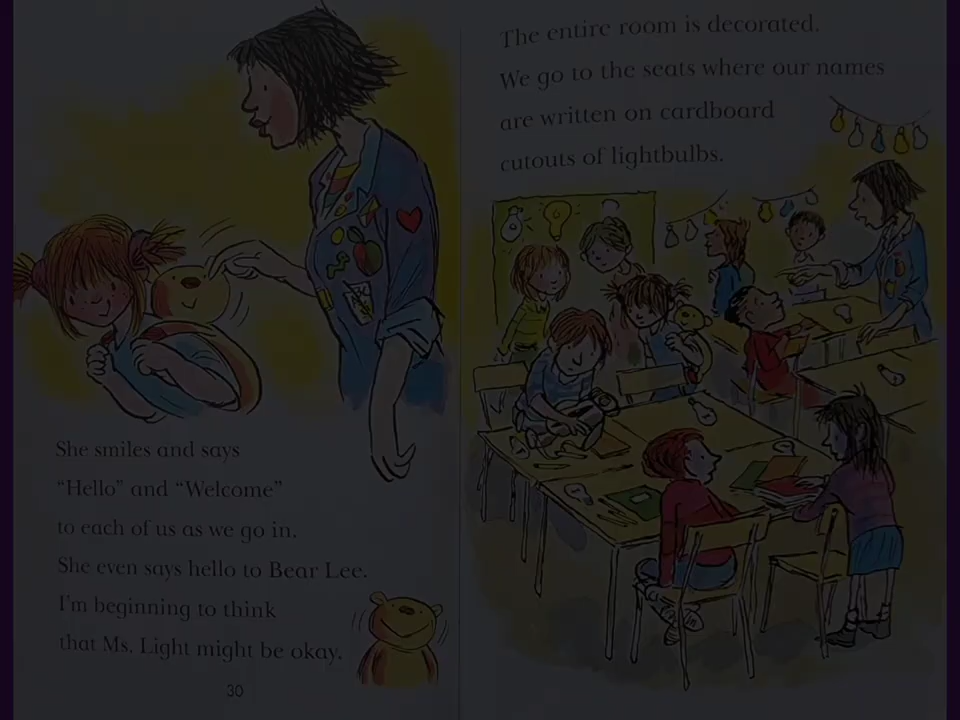 She smiles and says
“Hello” and “Welcome”
to each of us as we go in.
She even says hello to Bear Lee.
I’m beginning to think
that Ms. Light might be okay.
30
The entire room is decorated.
We go to the seats where our names
are written on cardboard
cutouts of lightbulbs.